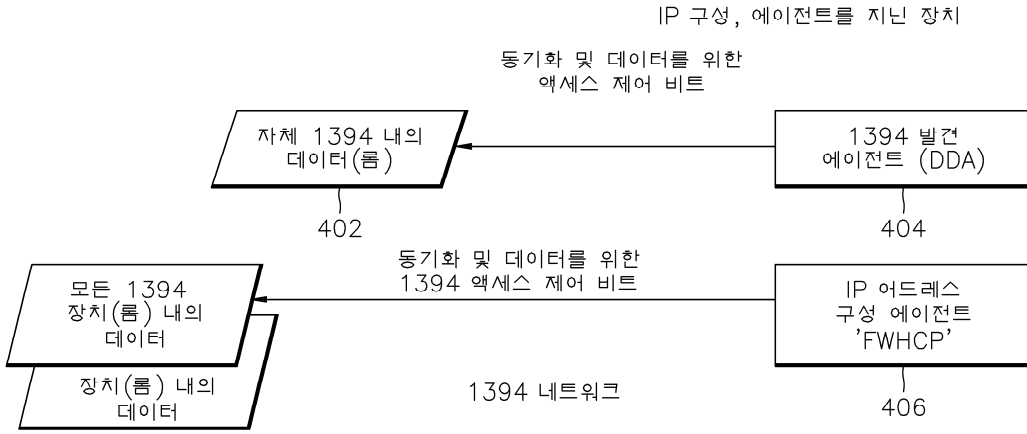 IP 구성, 에이전트를 지닌 장치
동기화 및 데이터를 위한
액세스 제어 비트
자체 1394 내의
데이터(롬)
1394 발견
에이전트 (DDA)
402
404
동기화 및 데이터를 위한
1394 액세스 제어 비트
모든 1394
장치(롬) 내의
데이터
IP 어드레스
구성 에이전트
'FWHCP'
장치(롬) 내의
데이터
1394 네트워크
406